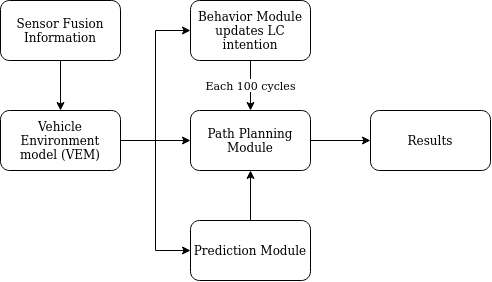 Sensor Fusion
Information
Behavior Module
updates LC
intention
Each 100 cycles
Vehicle
Environment
model (VEM)
Path Planning
Module
Results
Prediction Module